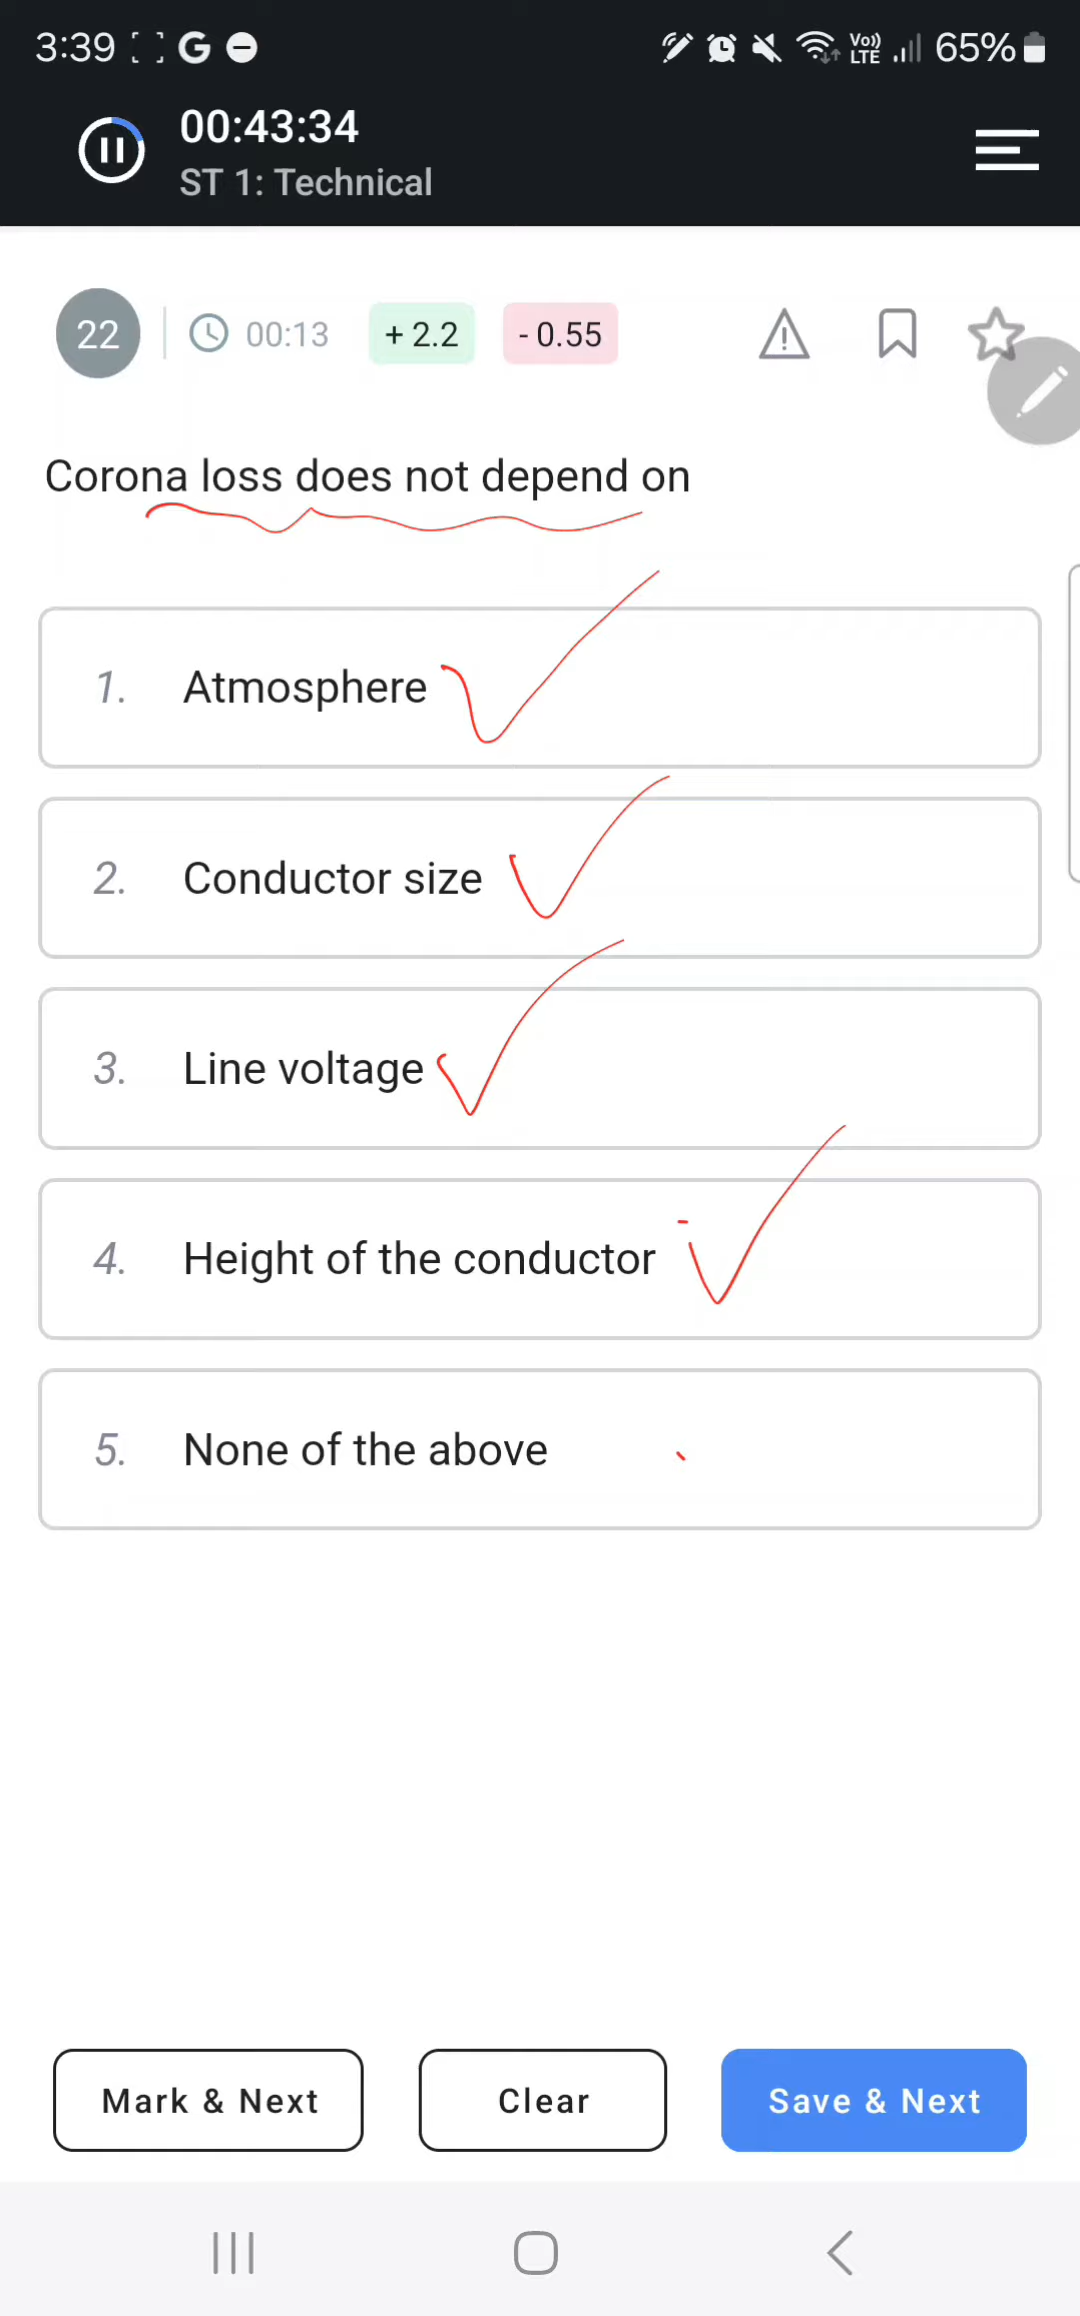 3:39 G Vo)) LTE 65%
00:43:34
ST 1: Technical
22 00:13 + 2.2 - 0.55
Corona loss does not depend on
1. Atmosphere
2. Conductor size
3. Line voltage
4. Height of the conductor
5. None of the above
Mark & Next Clear Save & Next